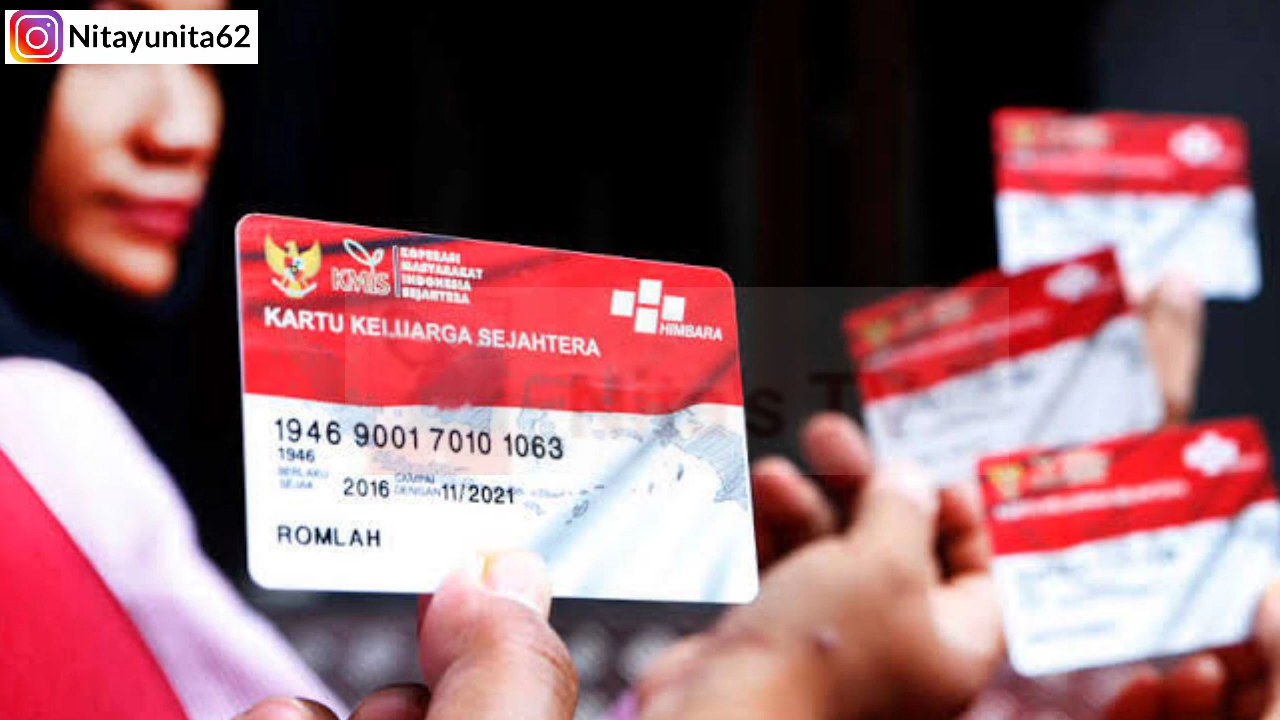 Nitayunita62
KMIS
KOPERASI
MASYARAKAT
INDONESIA
SEJAHTERA
KARTU KELUARGA SEJAHTERA
HIMBARA
1946 9001 7010 1063
1946
BERLAKU
SEJAK
2016
SAMPAI
DENGAN
11/2021
ROMLAH